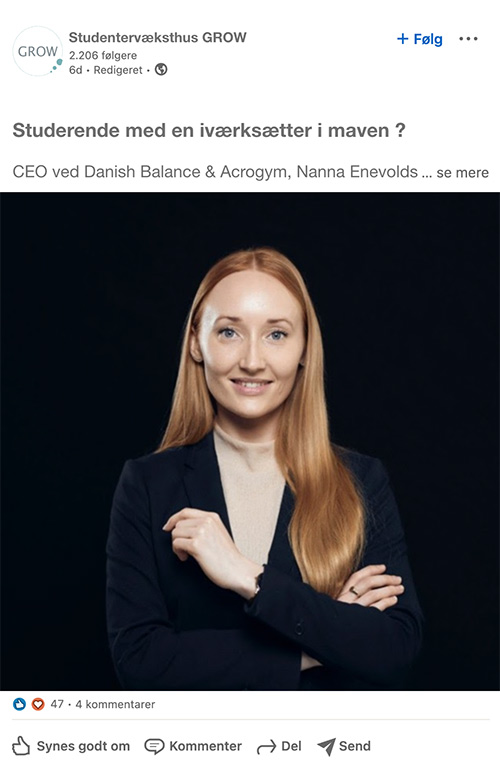 GROW
Studentervæksthus GROW
2.206 følgere
6d • Redigeret •
+ Følg
Studerende med en iværksætter i maven ?
CEO ved Danish Balance & Acrogym, Nanna Enevolds ... se mere
47 • 4 kommentarer
Synes godt om
Kommenter
Del
Send